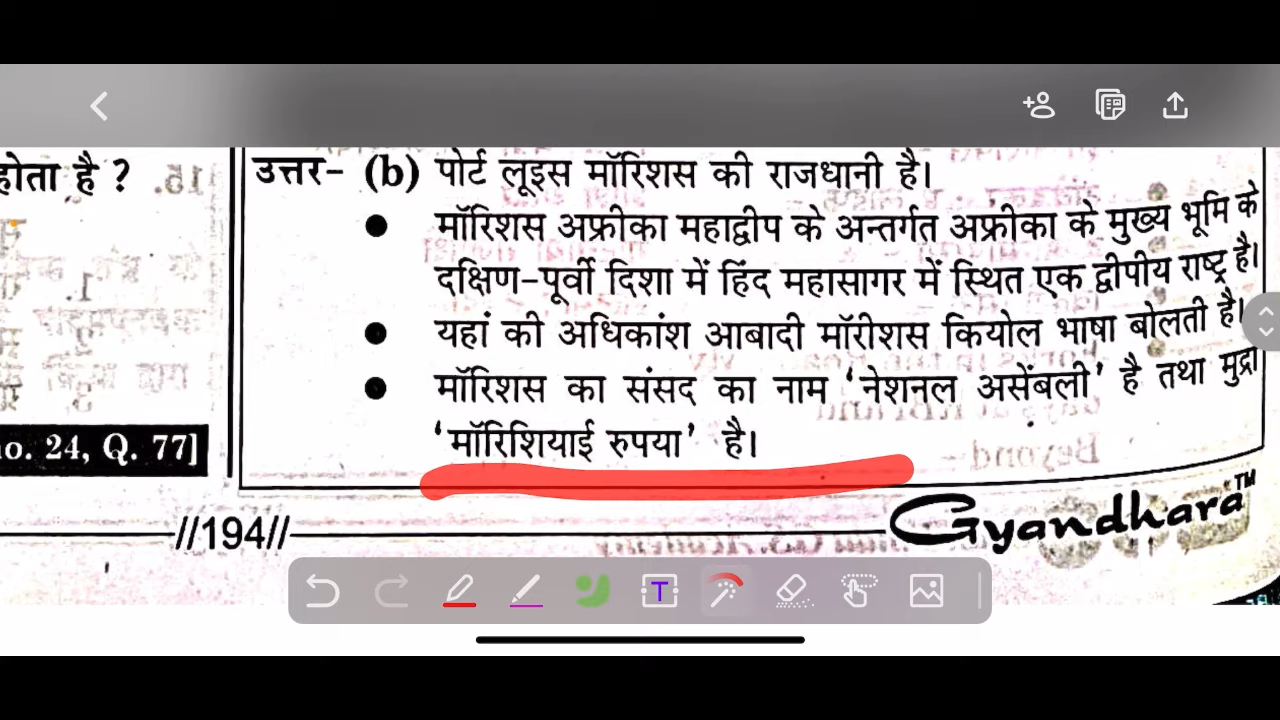 होता है ?
उत्तर- (b) पोर्ट लूइस मॉरिशस की राजधानी है।
● मॉरिशस अफ्रीका महाद्वीप के अन्तर्गत अफ्रीका के मुख्य भूमि के
दक्षिण-पूर्वी दिशा में हिंद महासागर में स्थित एक द्वीपीय राष्ट्र है।
● यहां की अधिकांश आबादी मॉरीशस कियोल भाषा बोलती है।
● मॉरिशस का संसद का नाम 'नेशनल असेंबली' है तथा मुद्रा
'मॉरिशियाई रुपया' है।
no. 24, Q. 77]
//194//
Gyandhara™
T